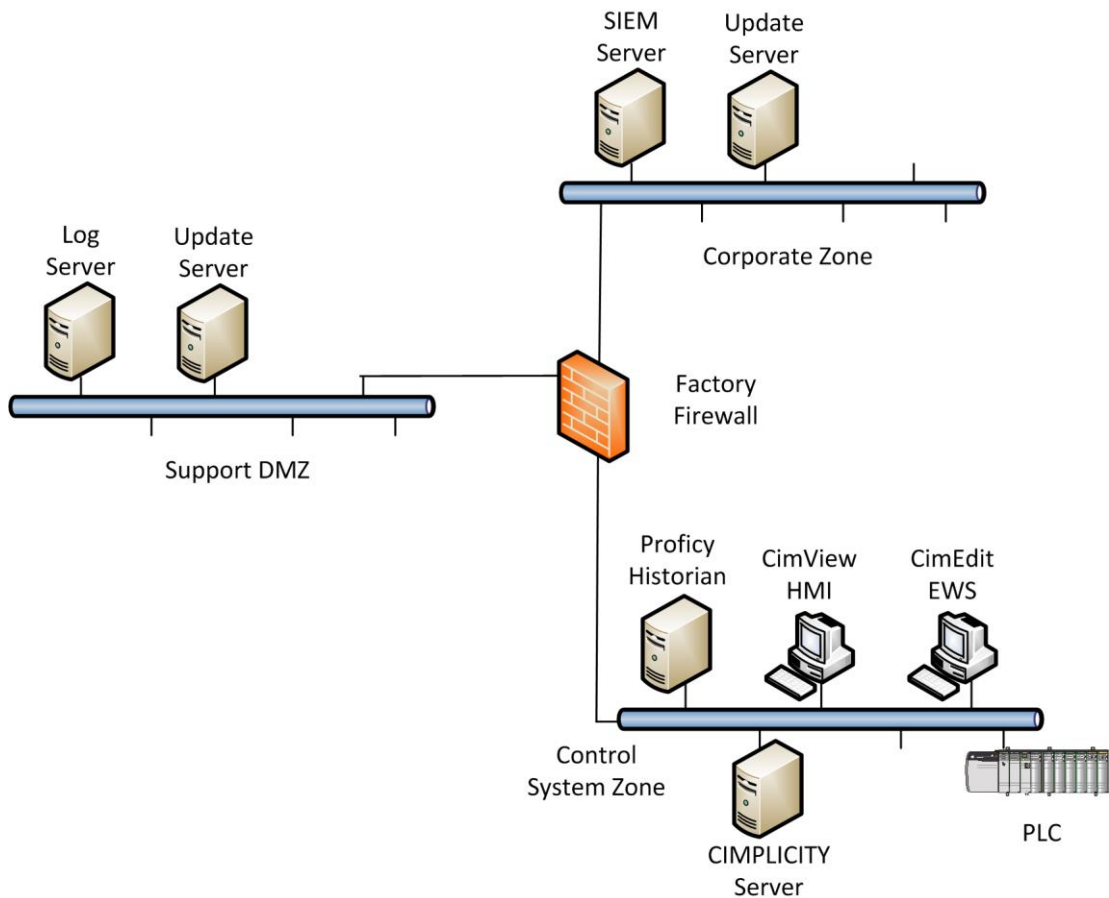 SIEM
Server
Update
Server
Corporate Zone
Log
Server
Update
Server
Support DMZ
Factory
Firewall
Proficy
Historian
CimView
HMI
CimEdit
EWS
Control
System Zone
CIMPLICITY
Server
PLC